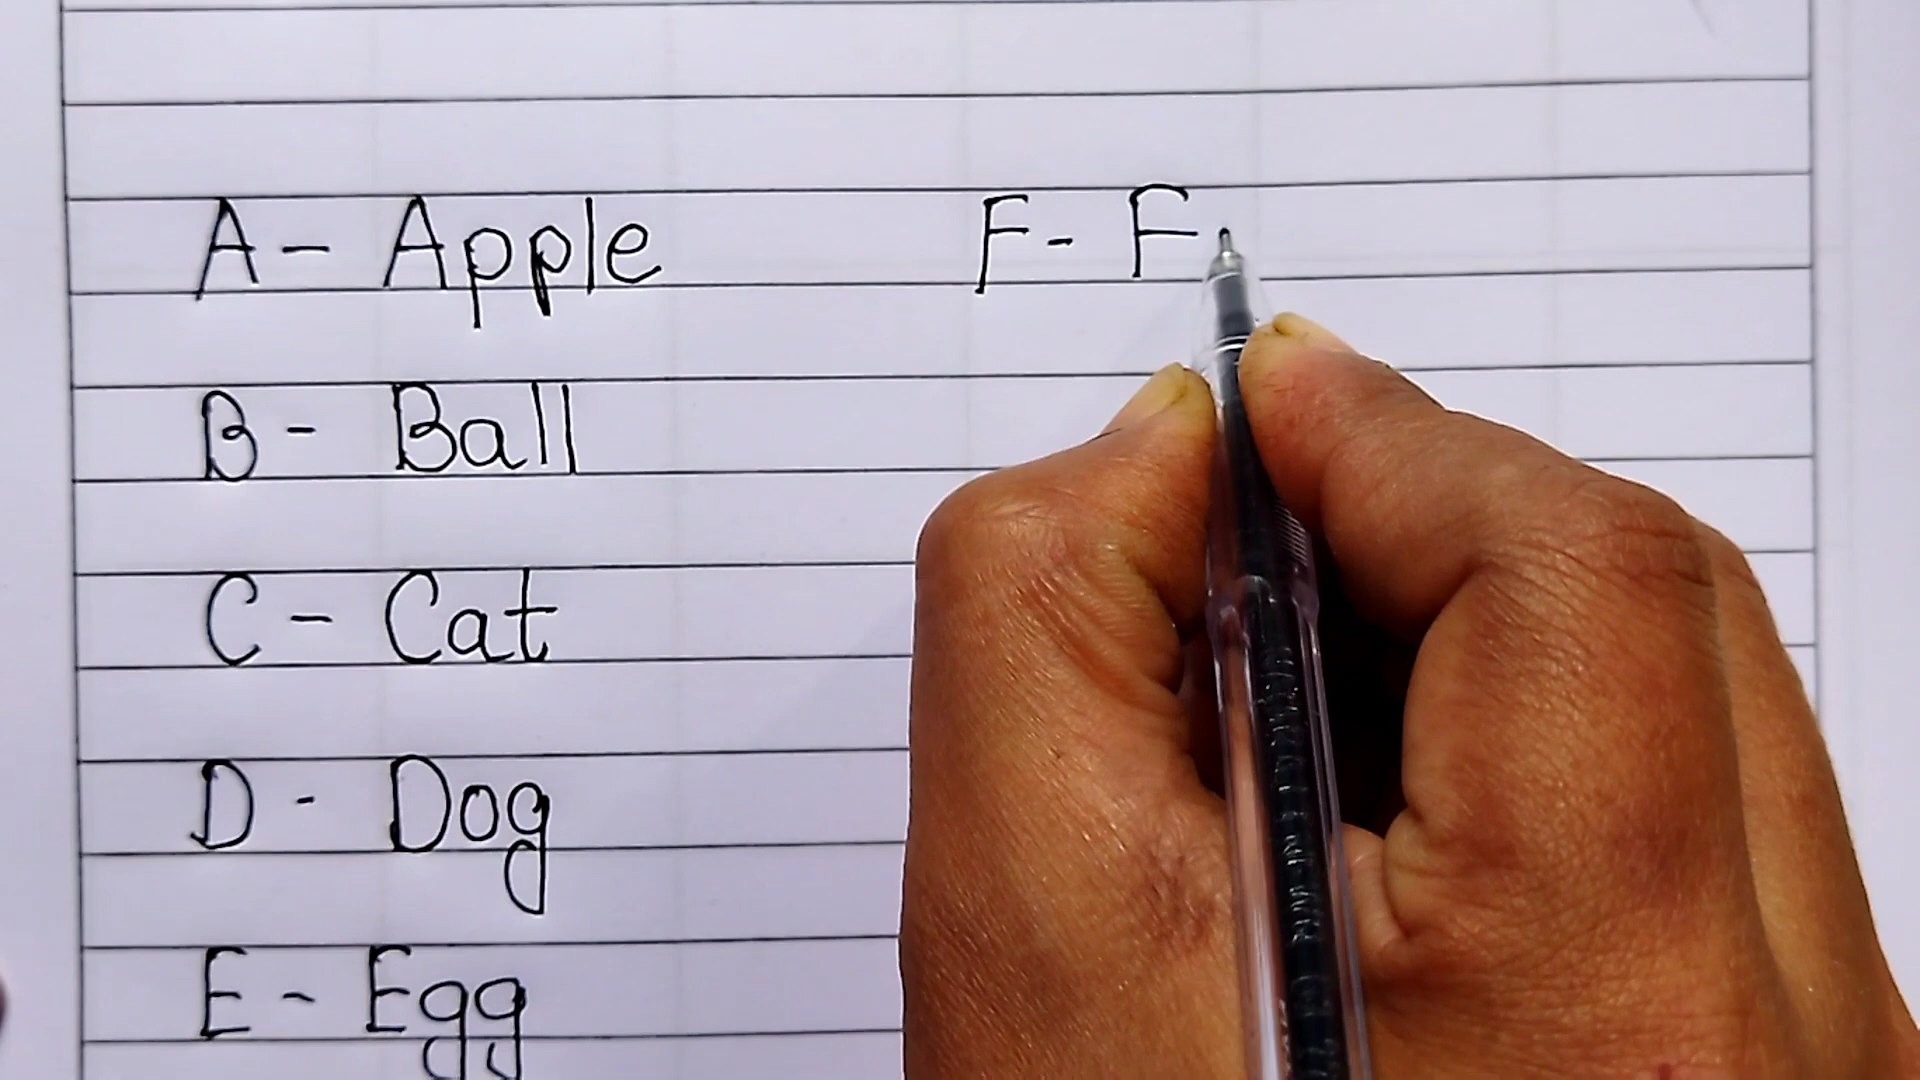 A - Apple
B - Ball
C - Cat
D - Dog
E - Egg
F - F